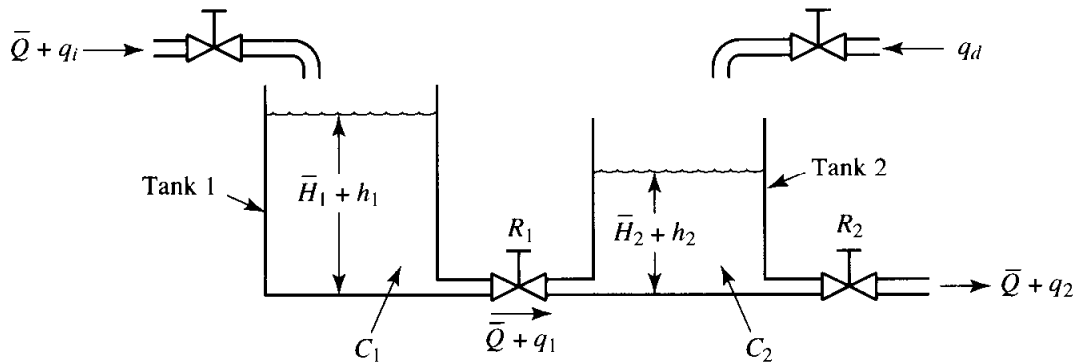 Q̅ + qᵢ
q_d
Tank 1
H̅₁ + h₁
R₁
H̅₂ + h₂
Tank 2
R₂
Q̅ + q₂
C₁
Q̅ + q₁
C₂